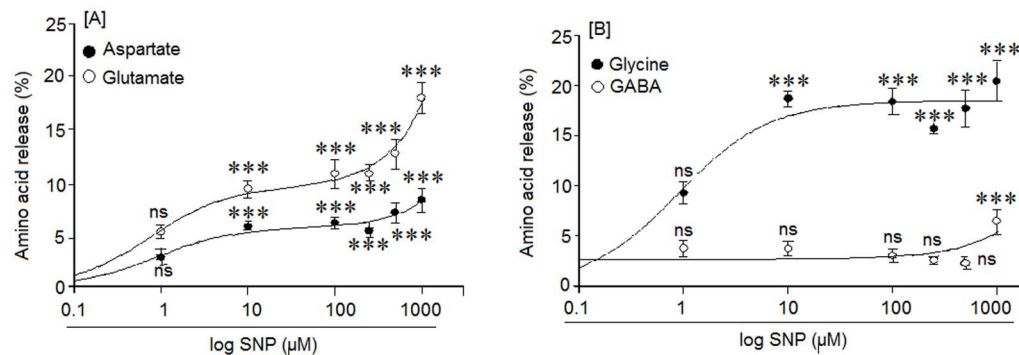 [A]
Aspartate
Glutamate
Amino acid release (%)
25
20
15
10
5
0
0.1 1 10 100 1000
log SNP (µM)
ns
***
***
***
***
***
ns
***
***
***
***
***
[B]
Glycine
GABA
Amino acid release (%)
25
20
15
10
5
0
0.1 1 10 100 1000
log SNP (µM)
ns
***
***
***
***
***
ns
ns
ns
ns
ns
***